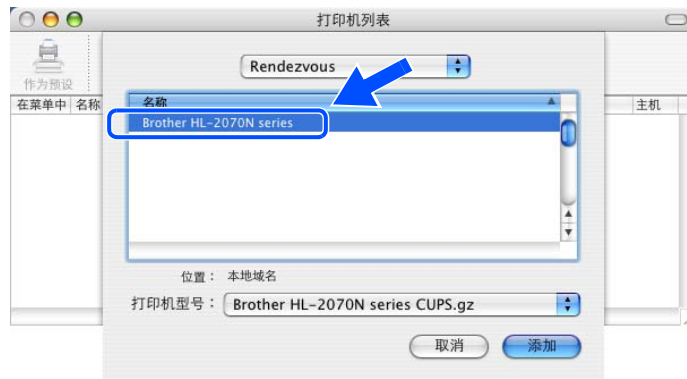 打印机列表
作为预设
Rendezvous
在菜单中 名称
名称
主机
Brother HL-2070N series
位置： 本地域名
打印机型号： Brother HL-2070N series CUPS.gz
取消 添加